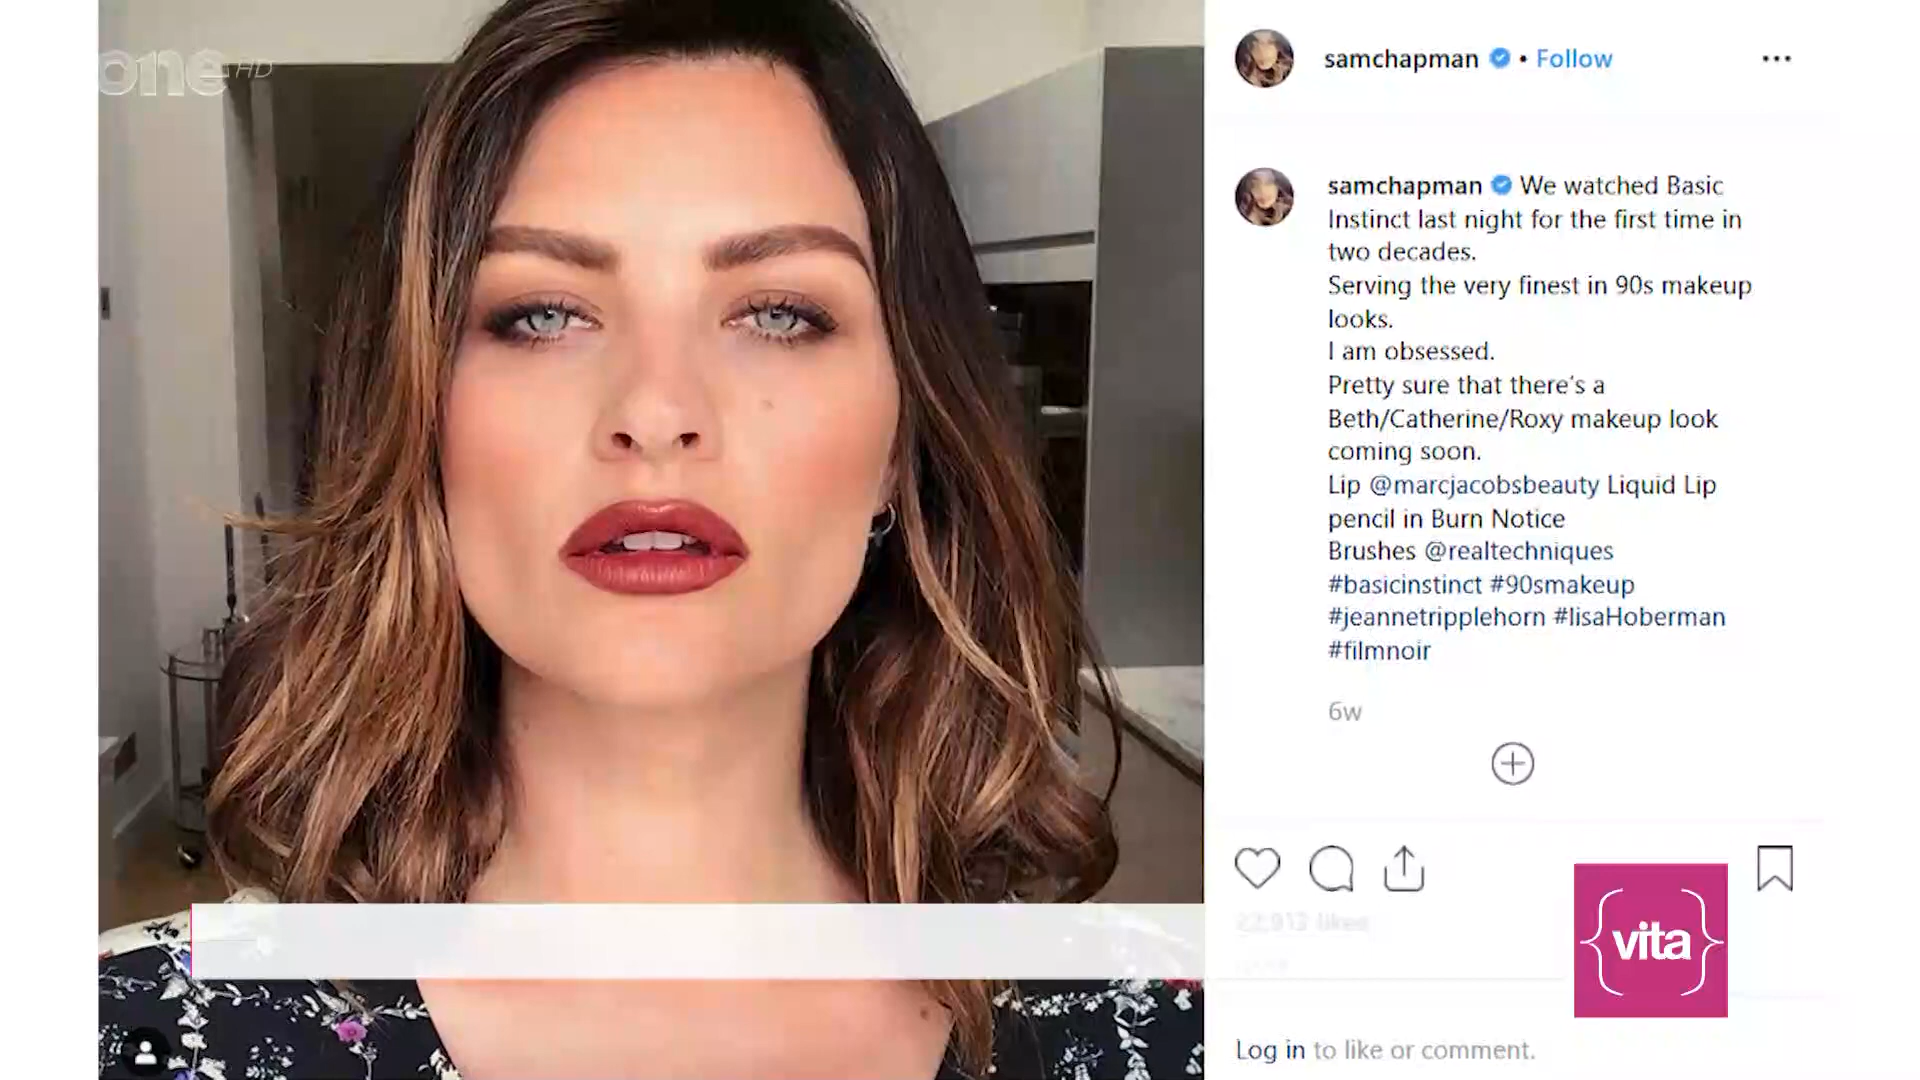 one HD
samchapman • Follow
samchapman We watched Basic
Instinct last night for the first time in
two decades.
Serving the very finest in 90s makeup
looks.
I am obsessed.
Pretty sure that there's a
Beth/Catherine/Roxy makeup look
coming soon.
Lip @marcjacobsbeauty Liquid Lip
pencil in Burn Notice
Brushes @realtechniques
#basicinstinct #90smakeup
#jeannetripplehorn #lisaHoberman
#filmnoir
6w
likes
vita
Log in to like or comment.